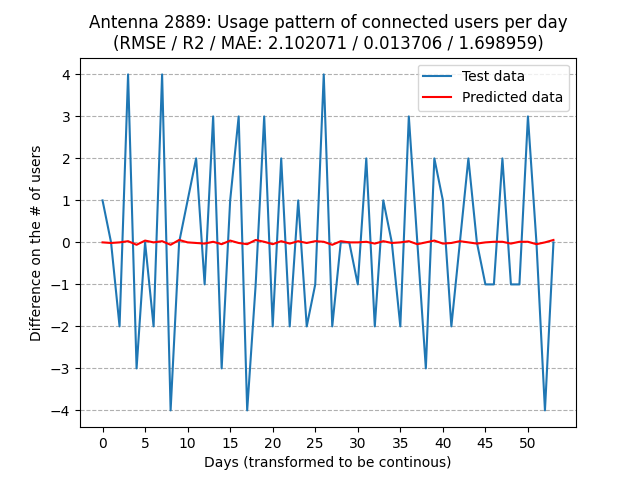 Antenna 2889: Usage pattern of connected users per day
(RMSE / R2 / MAE: 2.102071 / 0.013706 / 1.698959)
Test data
Predicted data
Difference on the # of users
4
3
2
1
0
−1
−2
−3
−4
0 5 10 15 20 25 30 35 40 45 50
Days (transformed to be continous)